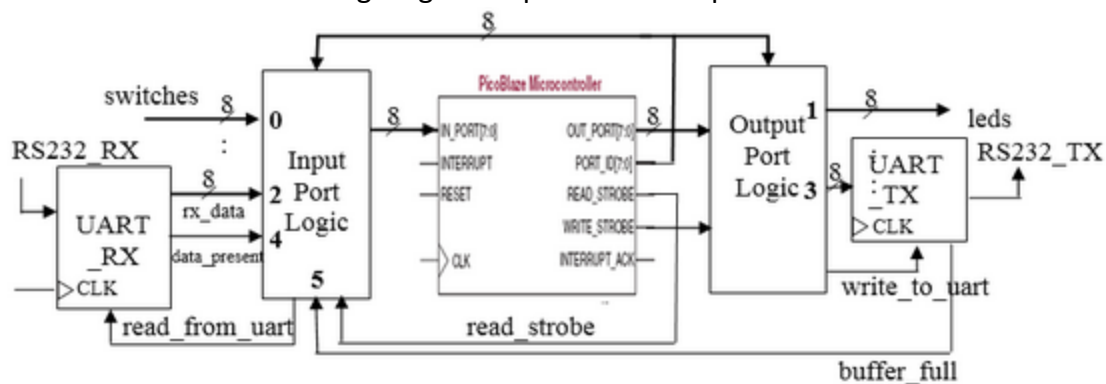 8
PicoBlaze Microcontroller
switches
8
0
:
RS232_RX
8
2
rx_data
4
data_present
UART
_RX
CLK
read_from_uart
Input
Port
Logic
5
8
IN_PORT[7:0]
INTERRUPT
RESET
CLK
OUT_PORT[7:0]
PORT_ID[7:0]
READ_STROBE
WRITE_STROBE
INTERRUPT_ACK
8
read_strobe
Output
Port
Logic
1
3
8
leds
RS232_TX
8
:
UART
:
_TX
CLK
write_to_uart
buffer_full